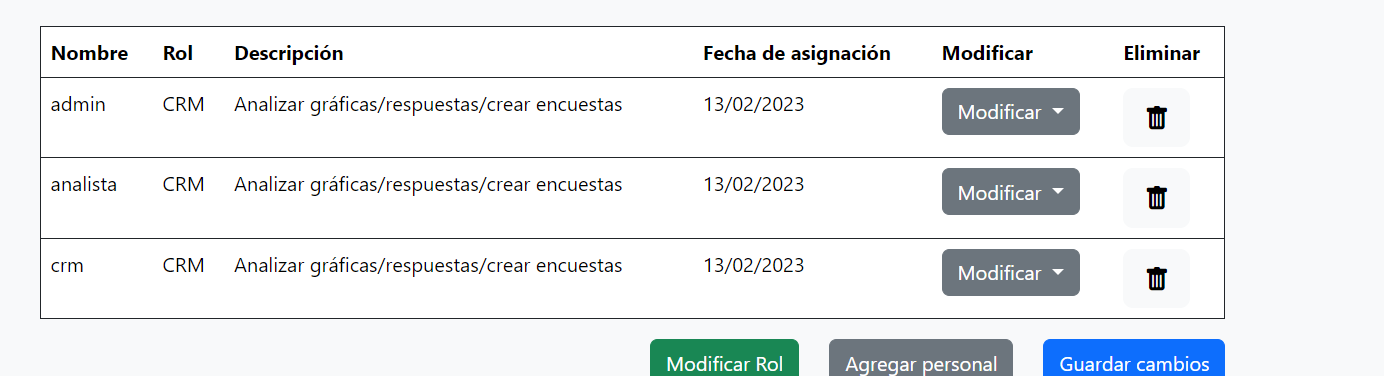 Nombre Rol Descripción Fecha de asignación Modificar Eliminar
admin CRM Analizar gráficas/respuestas/crear encuestas 13/02/2023 Modificar
analista CRM Analizar gráficas/respuestas/crear encuestas 13/02/2023 Modificar
crm CRM Analizar gráficas/respuestas/crear encuestas 13/02/2023 Modificar
Modificar Rol Agregar personal Guardar cambios